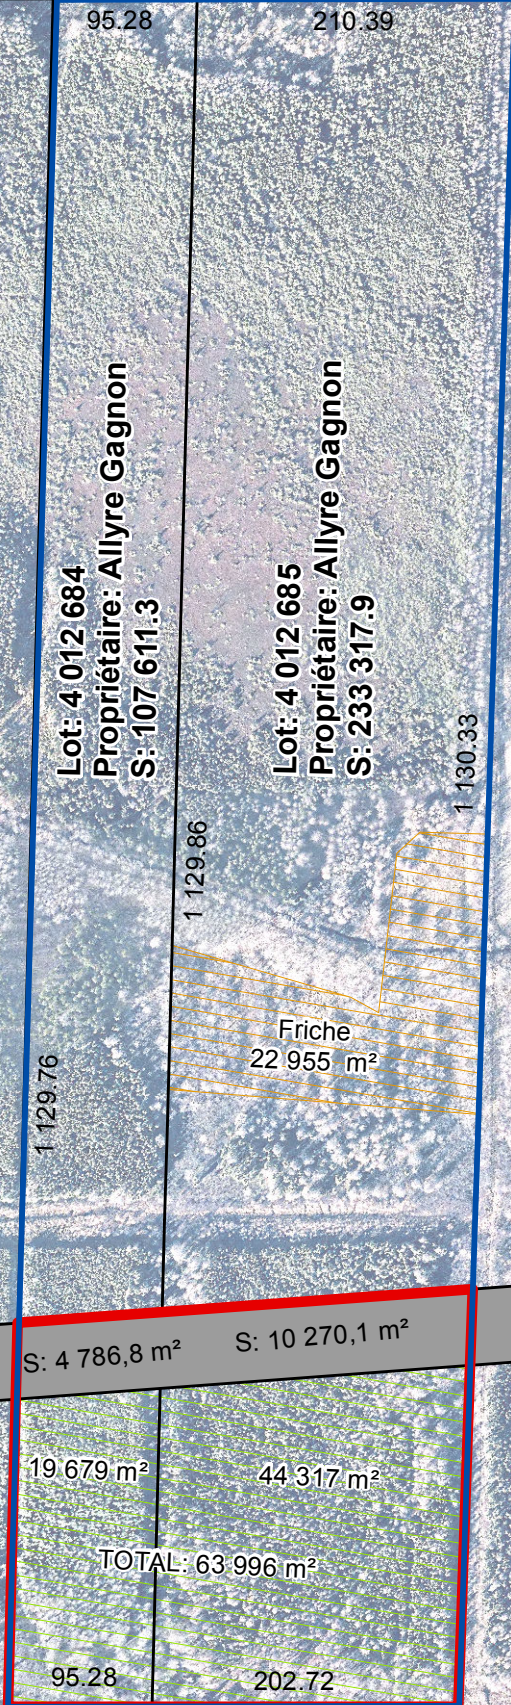 95.28
210.39
Lot: 4 012 684
Propriétaire: Allyre Gagnon
S: 107 611.3
Lot: 4 012 685
Propriétaire: Allyre Gagnon
S: 233 317.9
1 130.33
1 129.86
Friche
22 955 m²
1 129.76
S: 4 786,8 m²
S: 10 270,1 m²
19 679 m²
44 317 m²
TOTAL: 63 996 m²
95.28
202.72